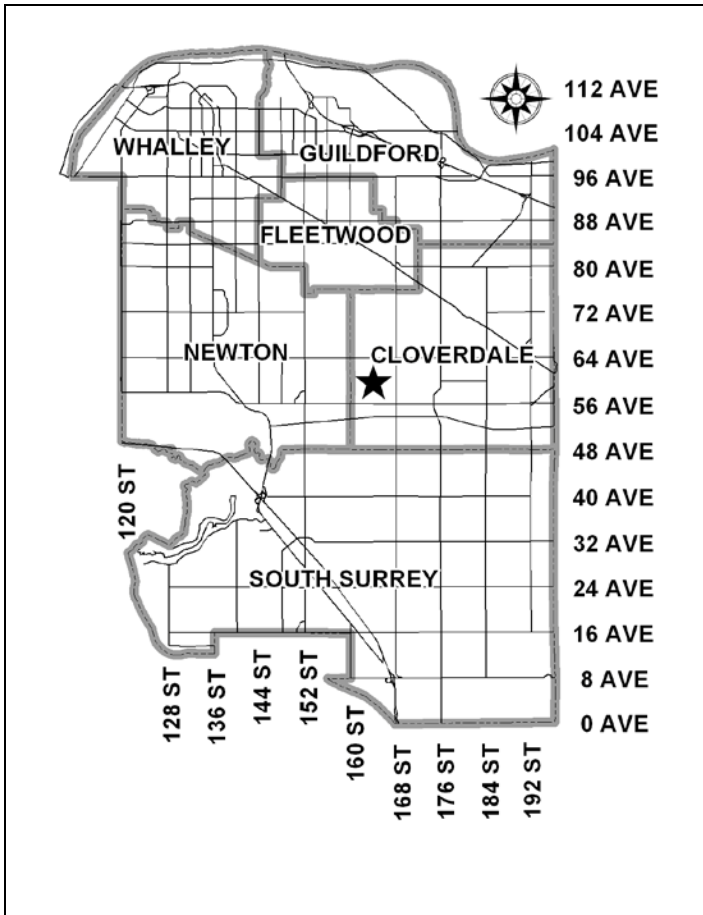 112 AVE
104 AVE
WHALLEY
GUILDFORD
96 AVE
88 AVE
FLEETWOOD
80 AVE
72 AVE
NEWTON
CLOVERDALE
64 AVE
56 AVE
48 AVE
120 ST
40 AVE
32 AVE
SOUTH SURREY
24 AVE
16 AVE
8 AVE
0 AVE
128 ST
136 ST
144 ST
152 ST
160 ST
168 ST
176 ST
184 ST
192 ST